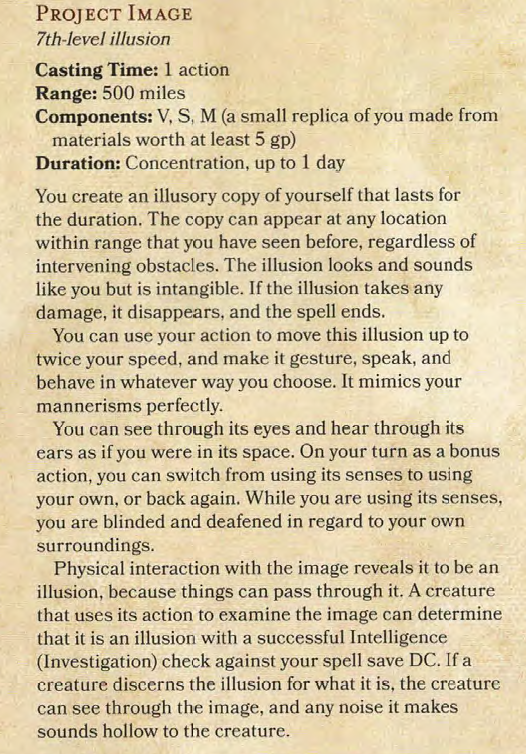 PROJECT IMAGE
7th-level illusion
Casting Time: 1 action
Range: 500 miles
Components: V, S, M (a small replica of you made from
materials worth at least 5 gp)
Duration: Concentration, up to 1 day
You create an illusory copy of yourself that lasts for
the duration. The copy can appear at any location
within range that you have seen before, regardless of
intervening obstacles. The illusion looks and sounds
like you but is intangible. If the illusion takes any
damage, it disappears, and the spell ends.
You can use your action to move this illusion up to
twice your speed, and make it gesture, speak, and
behave in whatever way you choose. It mimics your
mannerisms perfectly.
You can see through its eyes and hear through its
ears as if you were in its space. On your turn as a bonus
action, you can switch from using its senses to using
your own, or back again. While you are using its senses,
you are blinded and deafened in regard to your own
surroundings.
Physical interaction with the image reveals it to be an
illusion, because things can pass through it. A creature
that uses its action to examine the image can determine
that it is an illusion with a successful Intelligence
(Investigation) check against your spell save DC. If a
creature discerns the illusion for what it is, the creature
can see through the image, and any noise it makes
sounds hollow to the creature.